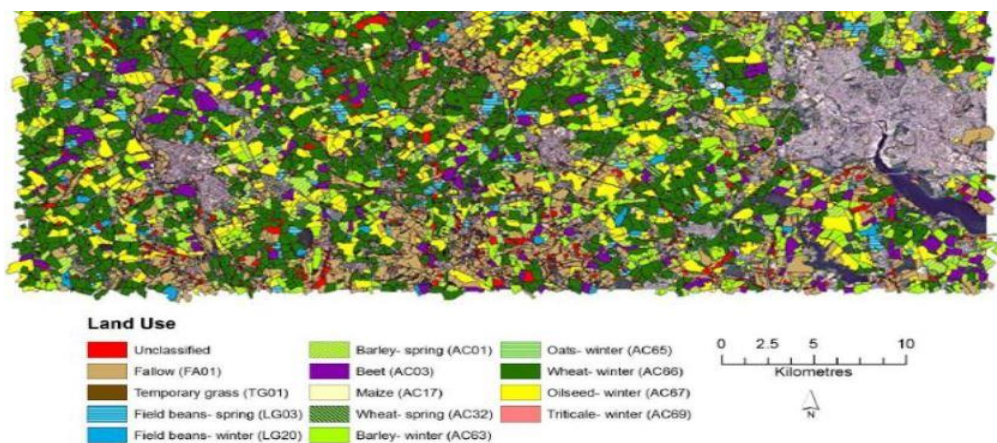 Land Use
Unclassified
Fallow (FA01)
Temporary grass (TG01)
Field beans- spring (LG03)
Field beans- winter (LG20)
Barley- spring (AC01)
Beet (AC03)
Maize (AC17)
Wheat- spring (AC32)
Barley- winter (AC63)
Oats- winter (AC65)
Wheat- winter (AC66)
Oilseed- winter (AC67)
Triticale- winter (AC69)
0 2.5 5 10
Kilometres
N